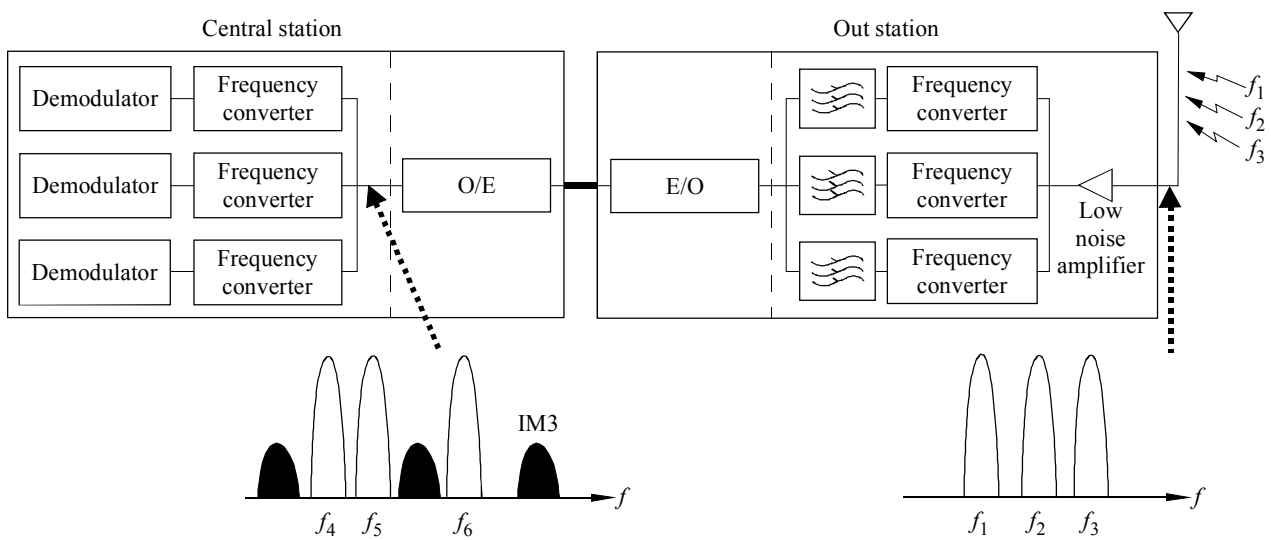 Central station
Out station
Demodulator
Frequency
converter
Demodulator
Frequency
converter
Demodulator
Frequency
converter
O/E
E/O
Frequency
converter
Frequency
converter
Frequency
converter
Low
noise
amplifier
f1
f2
f3
IM3
f4
f5
f6
f
f1
f2
f3
f